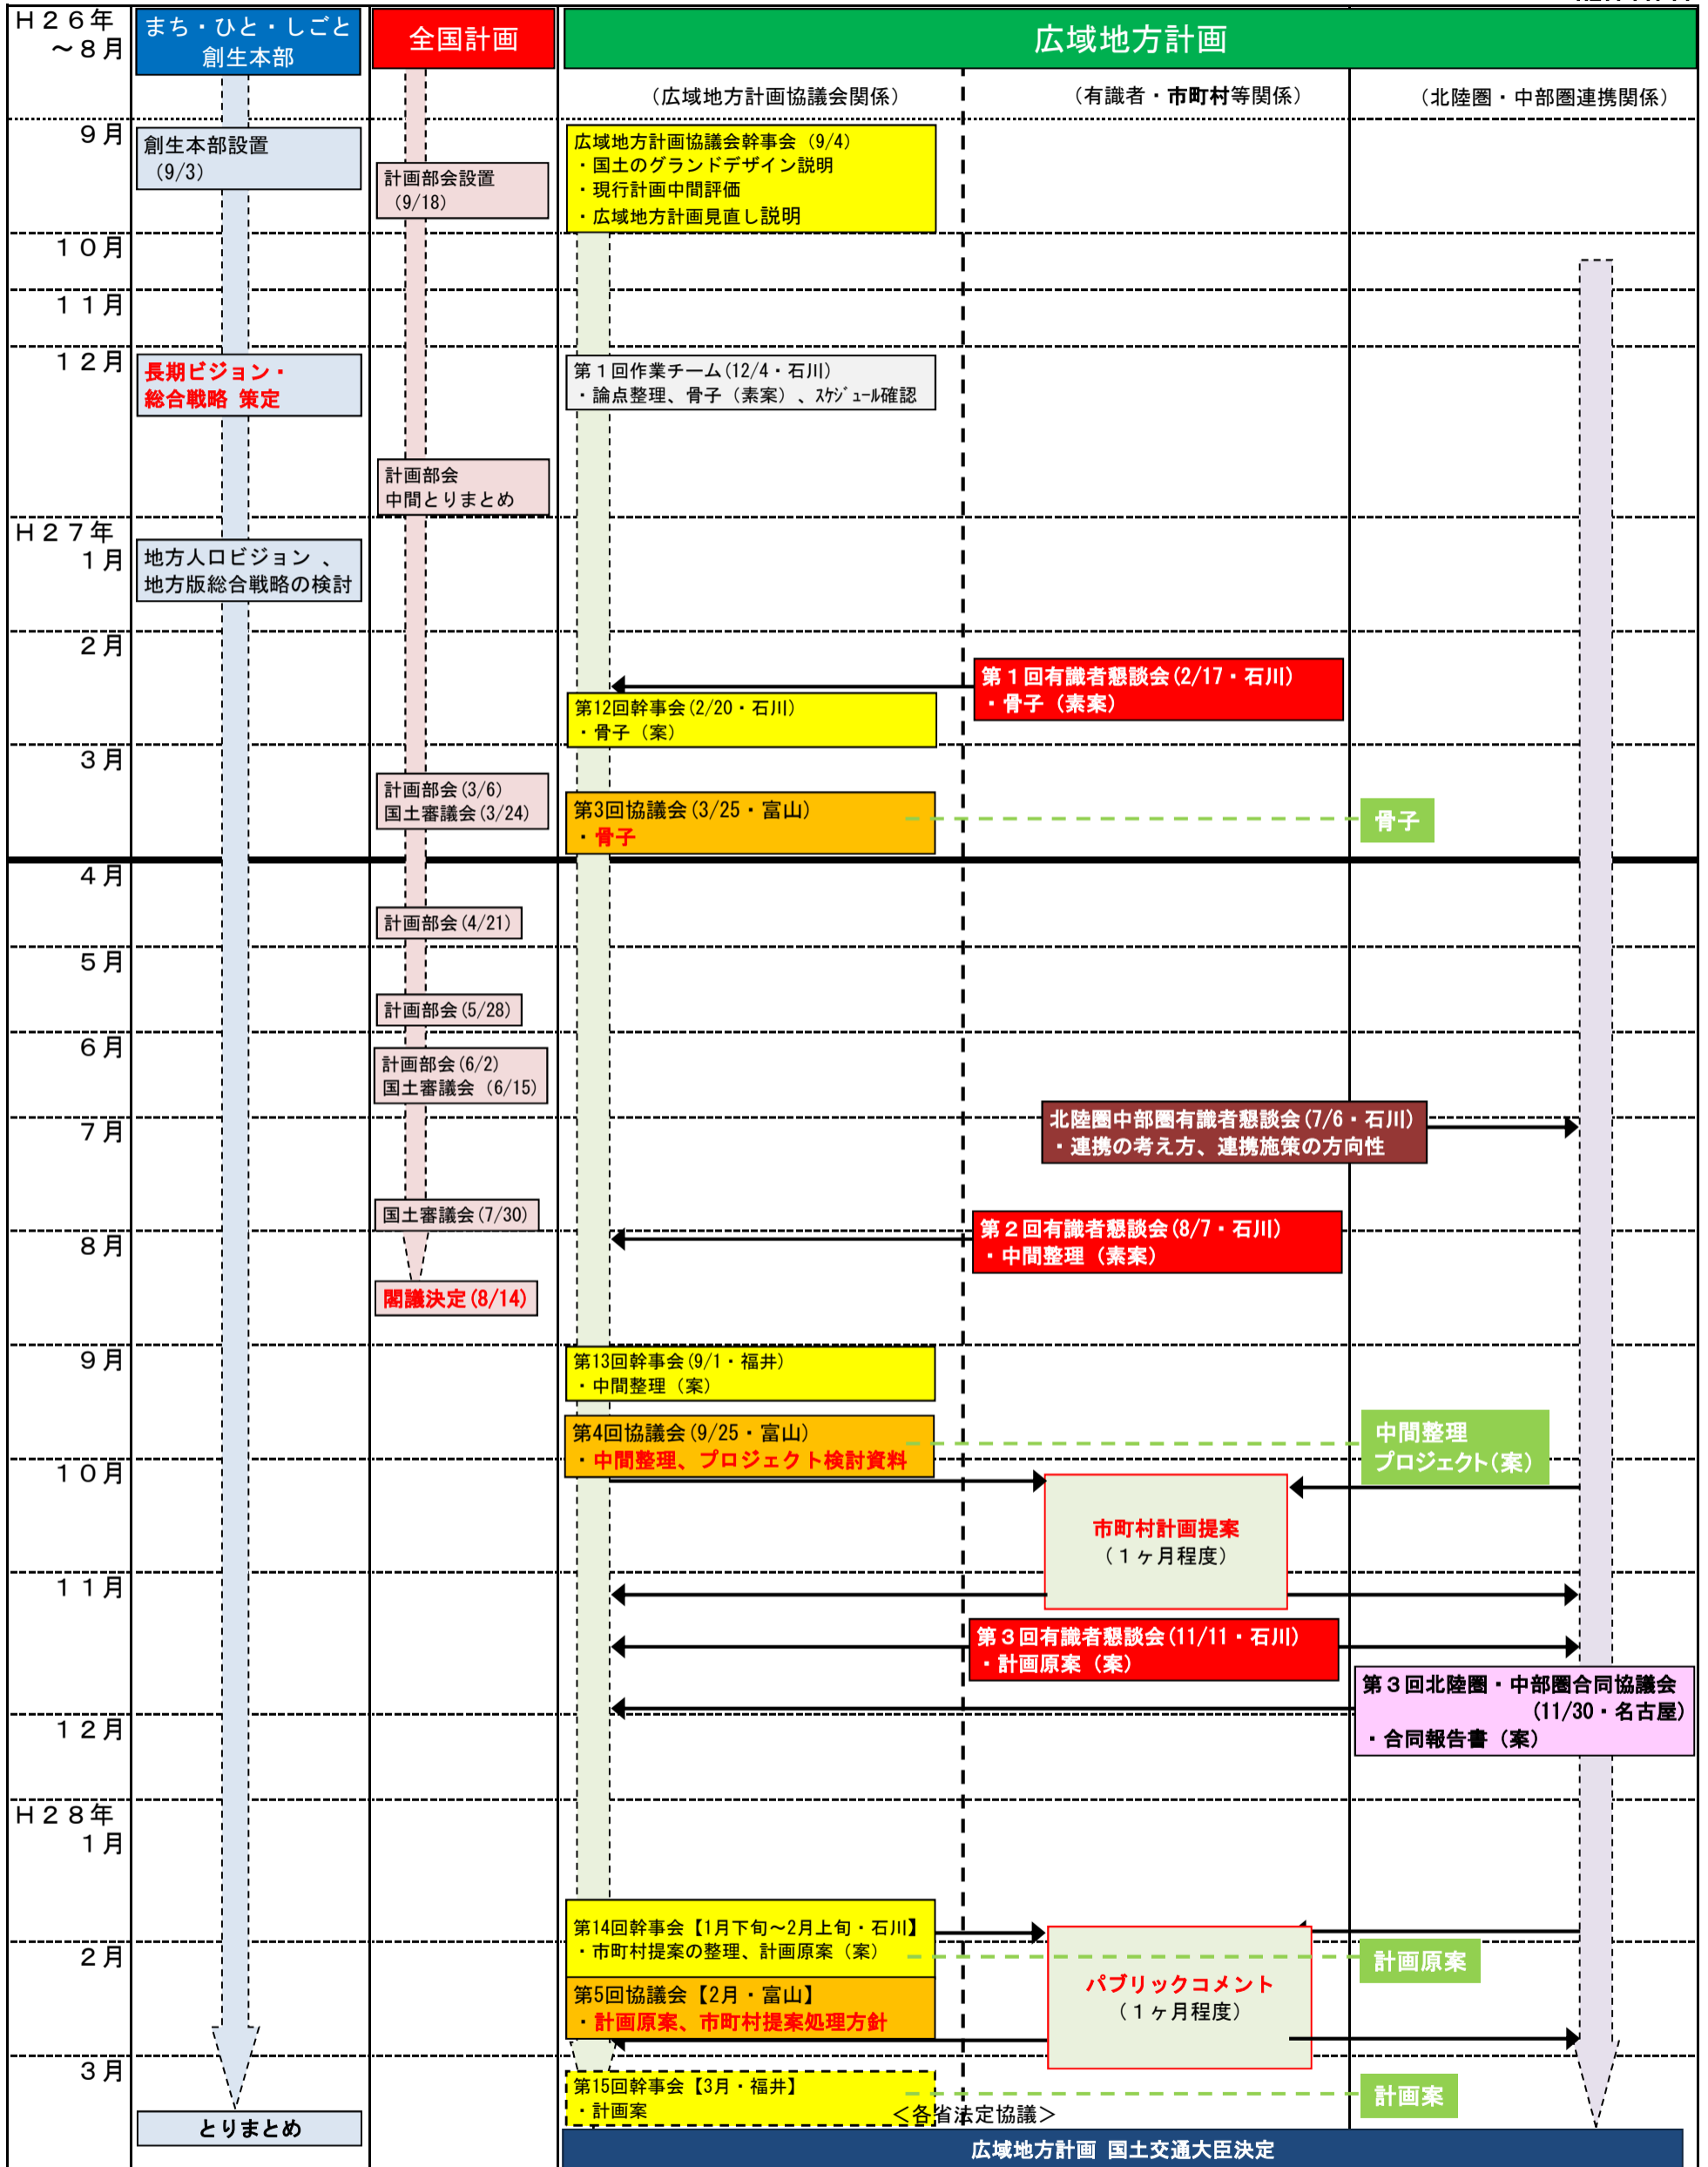 Ｈ２６年
～８月
まち・ひと・しごと
創生本部
全国計画
広域地方計画
（広域地方計画協議会関係）
（有識者・市町村等関係）
（北陸圏・中部圏連携関係）
９月
創生本部設置
（9/3）
計画部会設置
（9/18）
広域地方計画協議会幹事会（9/4）
・国土のグランドデザイン説明
・現行計画中間評価
・広域地方計画見直し説明
１０月
１１月
１２月
長期ビジョン・
総合戦略 策定
第１回作業チーム(12/4・石川)
・論点整理、骨子（素案）、ｽｹｼﾞｭｰﾙ確認
計画部会
中間とりまとめ
Ｈ２７年
１月
地方人口ビジョン 、
地方版総合戦略の検討
２月
第１回有識者懇談会(2/17・石川)
・骨子（素案）
第12回幹事会(2/20・石川)
・骨子（案）
３月
計画部会(3/6)
国土審議会(3/24)
第3回協議会(3/25・富山)
・骨子
骨子
４月
計画部会(4/21)
５月
計画部会(5/28)
６月
計画部会(6/2)
国土審議会（6/15)
７月
北陸圏中部圏有識者懇談会(7/6・石川)
・連携の考え方、連携施策の方向性
国土審議会(7/30)
８月
第２回有識者懇談会(8/7・石川)
・中間整理（素案）
閣議決定(8/14)
９月
第13回幹事会(9/1・福井)
・中間整理（案）
第4回協議会(9/25・富山)
・中間整理、プロジェクト検討資料
中間整理
プロジェクト(案)
１０月
市町村計画提案
（１ヶ月程度）
１１月
第３回有識者懇談会(11/11・石川)
・計画原案（案）
第３回北陸圏・中部圏合同協議会
(11/30・名古屋)
・合同報告書（案）
１２月
Ｈ２８年
１月
第14回幹事会【1月下旬～2月上旬・石川】
・市町村提案の整理、計画原案（案）
２月
計画原案
第5回協議会【2月・富山】
・計画原案、市町村提案処理方針
パブリックコメント
（１ヶ月程度）
３月
第15回幹事会【3月・福井】
・計画案
計画案
＜各省法定協議＞
とりまとめ
広域地方計画 国土交通大臣決定